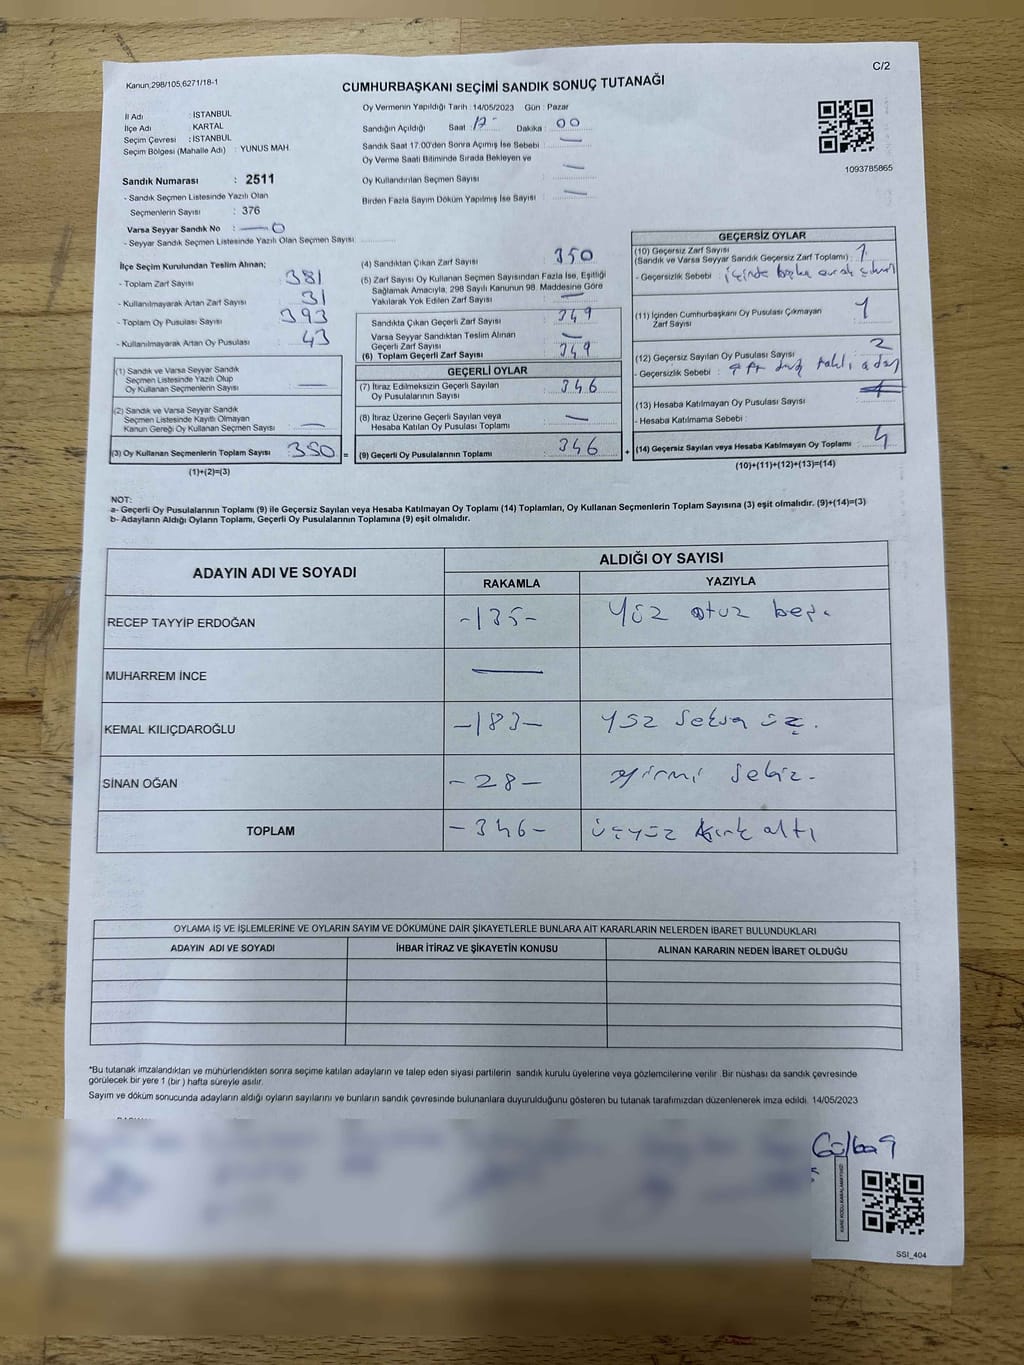 C/2
Kanun,298/105,6271/18-1
CUMHURBAŞKANI SEÇİMİ SANDIK SONUÇ TUTANAĞI
İl Adı : İSTANBUL
İlçe Adı : KARTAL
Seçim Çevresi : İSTANBUL
Seçim Bölgesi (Mahalle Adı) : YUNUS MAH.
Oy Vermenin Yapıldığı Tarih : 14/05/2023 Gün : Pazar
Sandığın Açıldığı Saat 17 Dakika : 00
Sandık Saat 17:00'den Sonra Açımış İse Sebebi : —
Oy Verme Saati Bitiminde Sırada Bekleyen ve
Oy Kullandırılan Seçmen Sayısı : —
Birden Fazla Sayım Döküm Yapılmış İse Sayısı : —
1093785865
Sandık Numarası : 2511
- Sandık Seçmen Listesinde Yazılı Olan
Seçmenlerin Sayısı : 376
Varsa Seyyar Sandık No : — 0
- Seyyar Sandık Seçmen Listesinde Yazılı Olan Seçmen Sayısı
İlçe Seçim Kurulundan Teslim Alınan;
- Toplam Zarf Sayısı : 381
- Kullanılmayarak Artan Zarf Sayısı : 31
- Toplam Oy Pusulası Sayısı : 393
- Kullanılmayarak Artan Oy Pusulası : 43
(1) Sandık ve Varsa Seyyar Sandık
Seçmen Listesinde Yazılı Olup
Oy Kullanan Seçmenlerin Sayısı : —
(2) Sandık ve Varsa Seyyar Sandık
Seçmen Listesinde Kayıtlı Olmayan
Kanun Gereği Oy Kullanan Seçmen Sayısı : —
(3) Oy Kullanan Seçmenlerin Toplam Sayısı : 350 =
(1)+(2)=(3)
(4) Sandıktan Çıkan Zarf Sayısı : 350
(5) Zarf Sayısı Oy Kullanan Seçmen Sayısından Fazla İse, Eşitliği
Sağlamak Amacıyla; 298 Sayılı Kanunun 98. Maddesine Göre
Yakılarak Yok Edilen Zarf Sayısı : —
Sandıkta Çıkan Geçerli Zarf Sayısı : 349
Varsa Seyyar Sandıktan Teslim Alınan
Geçerli Zarf Sayısı : —
(6) Toplam Geçerli Zarf Sayısı : 349
GEÇERLİ OYLAR
(7) İtiraz Edilmeksizin Geçerli Sayılan
Oy Pusulalarının Sayısı : 346
(8) İtiraz Üzerine Geçerli Sayılan veya
Hesaba Katılan Oy Pusulası Toplamı : —
(9) Geçerli Oy Pusulalarının Toplamı : 346 +
GEÇERSİZ OYLAR
(10) Geçersiz Zarf Sayısı
(Sandık ve Varsa Seyyar Sandık Geçersiz Zarf Toplamı) : 1
- Geçersizlik Sebebi : içinde başka evrak çıkan
(11) İçinden Cumhurbaşkanı Oy Pusulası Çıkmayan
Zarf Sayısı : 1
(12) Geçersiz Sayılan Oy Pusulası Sayısı : 2
- Geçersizlik Sebebi :
(13) Hesaba Katılmayan Oy Pusulası Sayısı
- Hesaba Katılmama Sebebi :
(14) Geçersiz Sayılan veya Hesaba Katılmayan Oy Toplamı : 4
(10)+(11)+(12)+(13)=(14)
NOT:
a- Geçerli Oy Pusulalarının Toplamı (9) ile Geçersiz Sayılan veya Hesaba Katılmayan Oy Toplamı (14) Toplamları, Oy Kullanan Seçmenlerin Toplam Sayısına (3) eşit olmalıdır. (9)+(14)=(3)
b- Adayların Aldığı Oyların Toplamı, Geçerli Oy Pusulalarının Toplamına (9) eşit olmalıdır.
ADAYIN ADI VE SOYADI
ALDIĞI OY SAYISI
RAKAMLA YAZIYLA
RECEP TAYYİP ERDOĞAN -135- Yüz otuz beş.
MUHARREM İNCE —
KEMAL KILIÇDAROĞLU -183- yüz seksen üç.
SİNAN OĞAN -28- yirmi sekiz-
TOPLAM -346- üçyüz kırk altı
OYLAMA İŞ VE İŞLEMLERİNE VE OYLARIN SAYIM VE DÖKÜMÜNE DAİR ŞİKAYETLERLE BUNLARA AİT KARARLARIN NELERDEN İBARET BULUNDUKLARI
ADAYIN ADI VE SOYADI İHBAR İTİRAZ VE ŞİKAYETİN KONUSU ALINAN KARARIN NEDEN İBARET OLDUĞU
*Bu tutanak imzalandıktan ve mühürlendikten sonra seçime katılan adayların ve talep eden siyasi partilerin sandık kurulu üyelerine veya gözlemcilerine verilir. Bir nüshası da sandık çevresinde
görülecek bir yere 1 (bir ) hafta süreyle asılır.
Sayım ve döküm sonucunda adayların aldığı oyların sayılarını ve bunların sandık çevresinde bulunanlara duyurulduğunu gösteren bu tutanak tarafımızdan düzenlenerek imza edildi. 14/05/2023
SSI_404